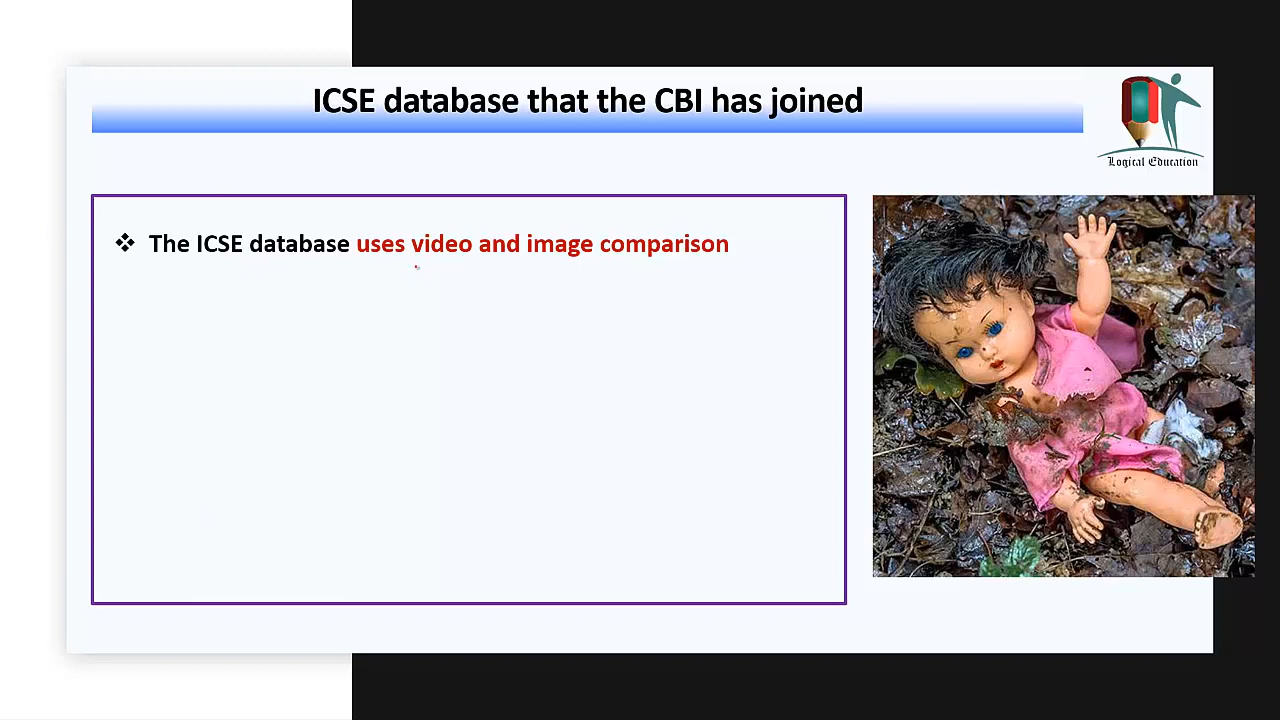 ICSE database that the CBI has joined
Logical Education
❖ The ICSE database uses video and image comparison